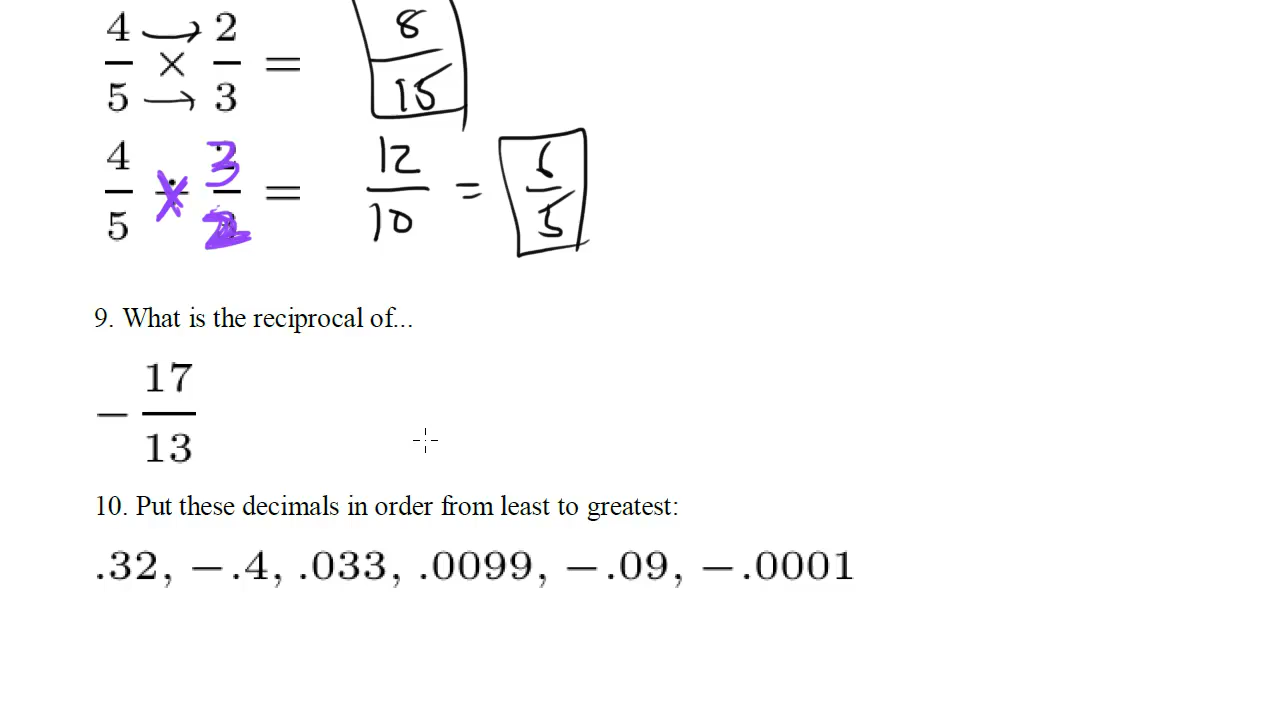 4/5 × 2/3 = 8/15
4/5 × 3/2 = 12/10 = 6/5
9. What is the reciprocal of...
− 17/13
10. Put these decimals in order from least to greatest:
.32, −.4, .033, .0099, −.09, −.0001